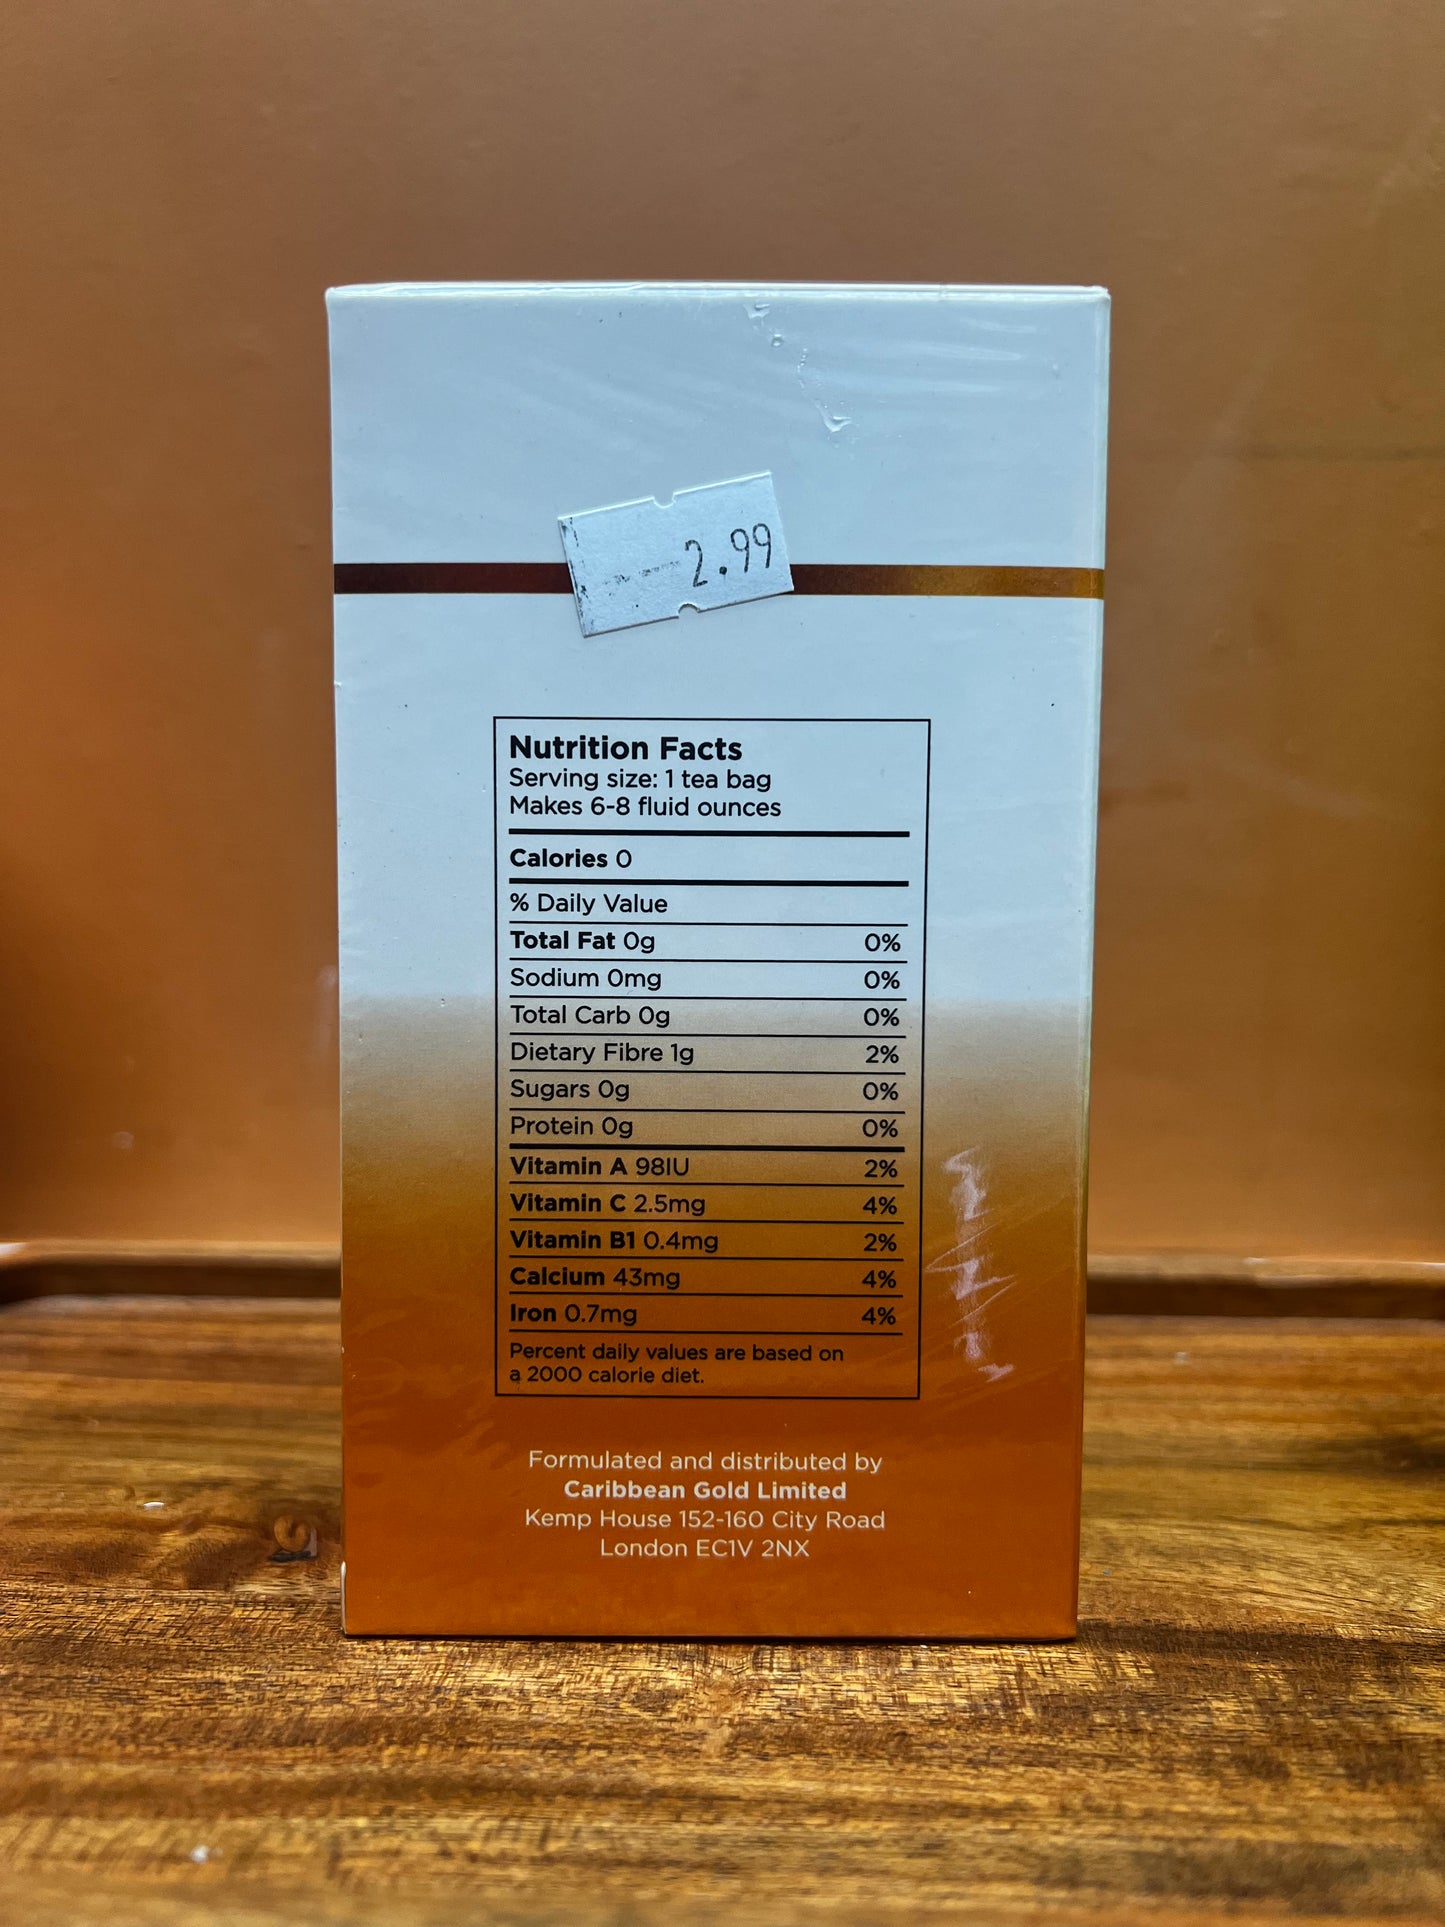 2.99
Nutrition Facts
Serving size: 1 tea bag
Makes 6-8 fluid ounces
Calories 0
% Daily Value
Total Fat 0g 0%
Sodium 0mg 0%
Total Carb 0g 0%
Dietary Fibre 1g 2%
Sugars 0g 0%
Protein 0g 0%
Vitamin A 98IU 2%
Vitamin C 2.5mg 4%
Vitamin B1 0.4mg 2%
Calcium 43mg 4%
Iron 0.7mg 4%
Percent daily values are based on
a 2000 calorie diet.
Formulated and distributed by
Caribbean Gold Limited
Kemp House 152-160 City Road
London EC1V 2NX